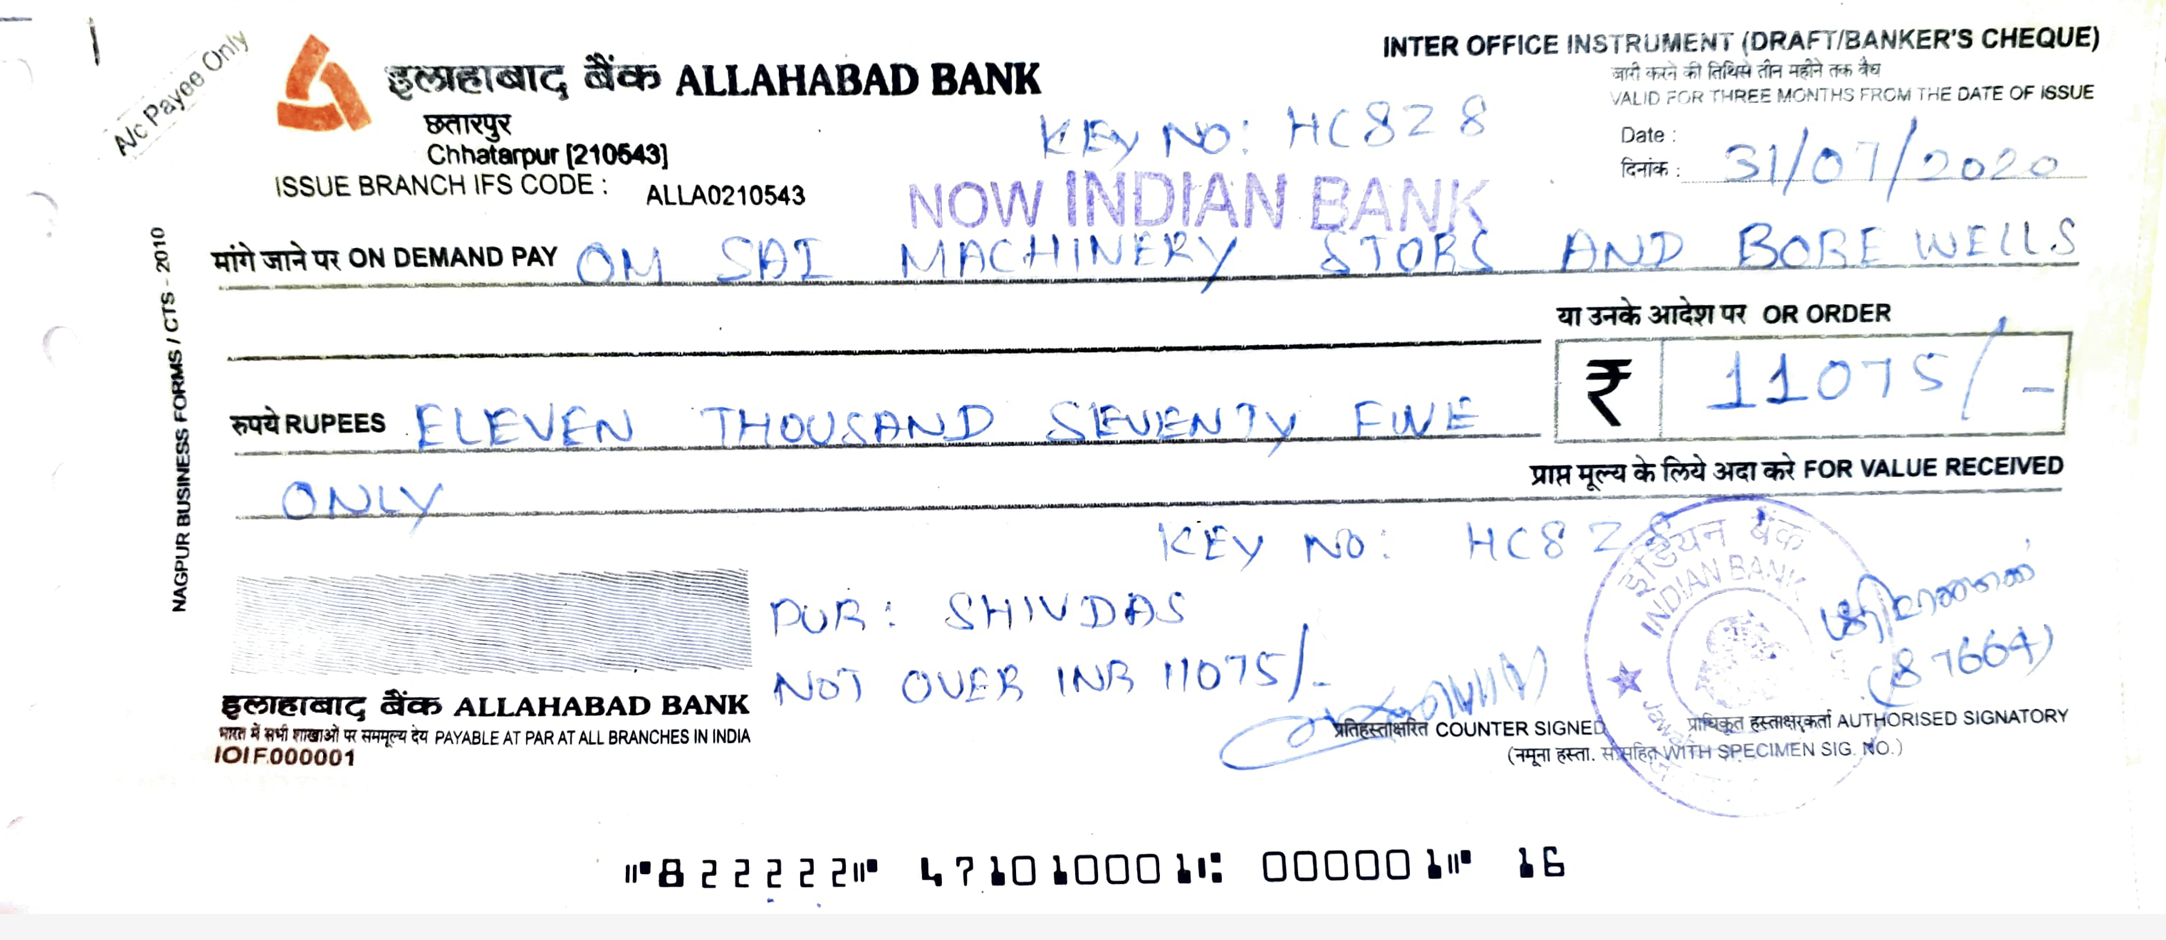 A/c Payee Only
इलाहाबाद बैंक ALLAHABAD BANK
छतारपुर
Chhatarpur [210543]
ISSUE BRANCH IFS CODE : ALLA0210543
INTER OFFICE INSTRUMENT (DRAFT/BANKER'S CHEQUE)
जारी करने की तिथिसे तीन महीने तक वैध
VALID FOR THREE MONTHS FROM THE DATE OF ISSUE
KEY NO: HC828
Date :
दिनांक : 31/07/2020
NOW INDIAN BANK
मांगे जाने पर ON DEMAND PAY OM SAI MACHINERY STORS AND BORE WELLS
या उनके आदेश पर OR ORDER
₹ 11075/-
रुपये RUPEES ELEVEN THOUSAND SEVENTY FIVE
ONLY
प्राप्त मूल्य के लिये अदा करे FOR VALUE RECEIVED
NAGPUR BUSINESS FORMS / CTS - 2010
KEY NO: HC828
इंडियन बैंक
INDIAN BANK
PUR: SHIVDAS
NOT OVER INR 11075/-
(87664)
इलाहाबाद बैंक ALLAHABAD BANK
भारत में सभी शाखाओं पर सममूल्य देय PAYABLE AT PAR AT ALL BRANCHES IN INDIA
IOIF000001
प्रतिहस्ताक्षरित COUNTER SIGNED
प्राधिकृत हस्ताक्षरकर्ता AUTHORISED SIGNATORY
(नमूना हस्ता. सं सहित WITH SPECIMEN SIG. NO.)
⑈822222⑈ 471010001⑆ 000001⑈ 16